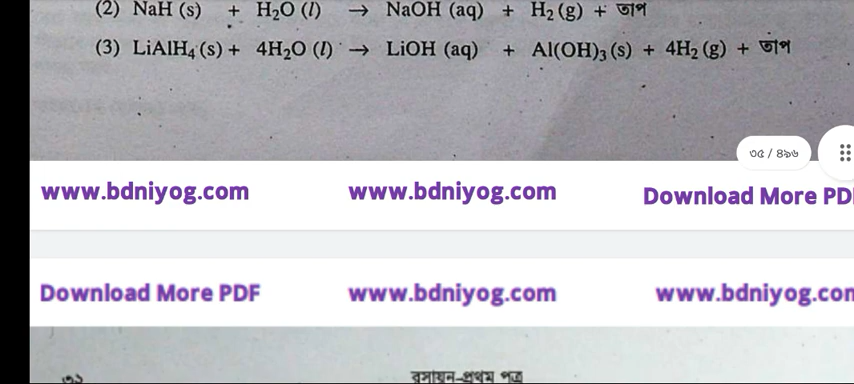 (2) NaH (s) + H₂O (l) → NaOH (aq) + H₂ (g) + তাপ
(3) LiAlH₄ (s) + 4H₂O (l) → LiOH (aq) + Al(OH)₃ (s) + 4H₂ (g) + তাপ
৩৫ / ৪৯৬
www.bdniyog.com www.bdniyog.com Download More PD
Download More PDF www.bdniyog.com www.bdniyog.com
রসায়ন-প্রথম পত্র